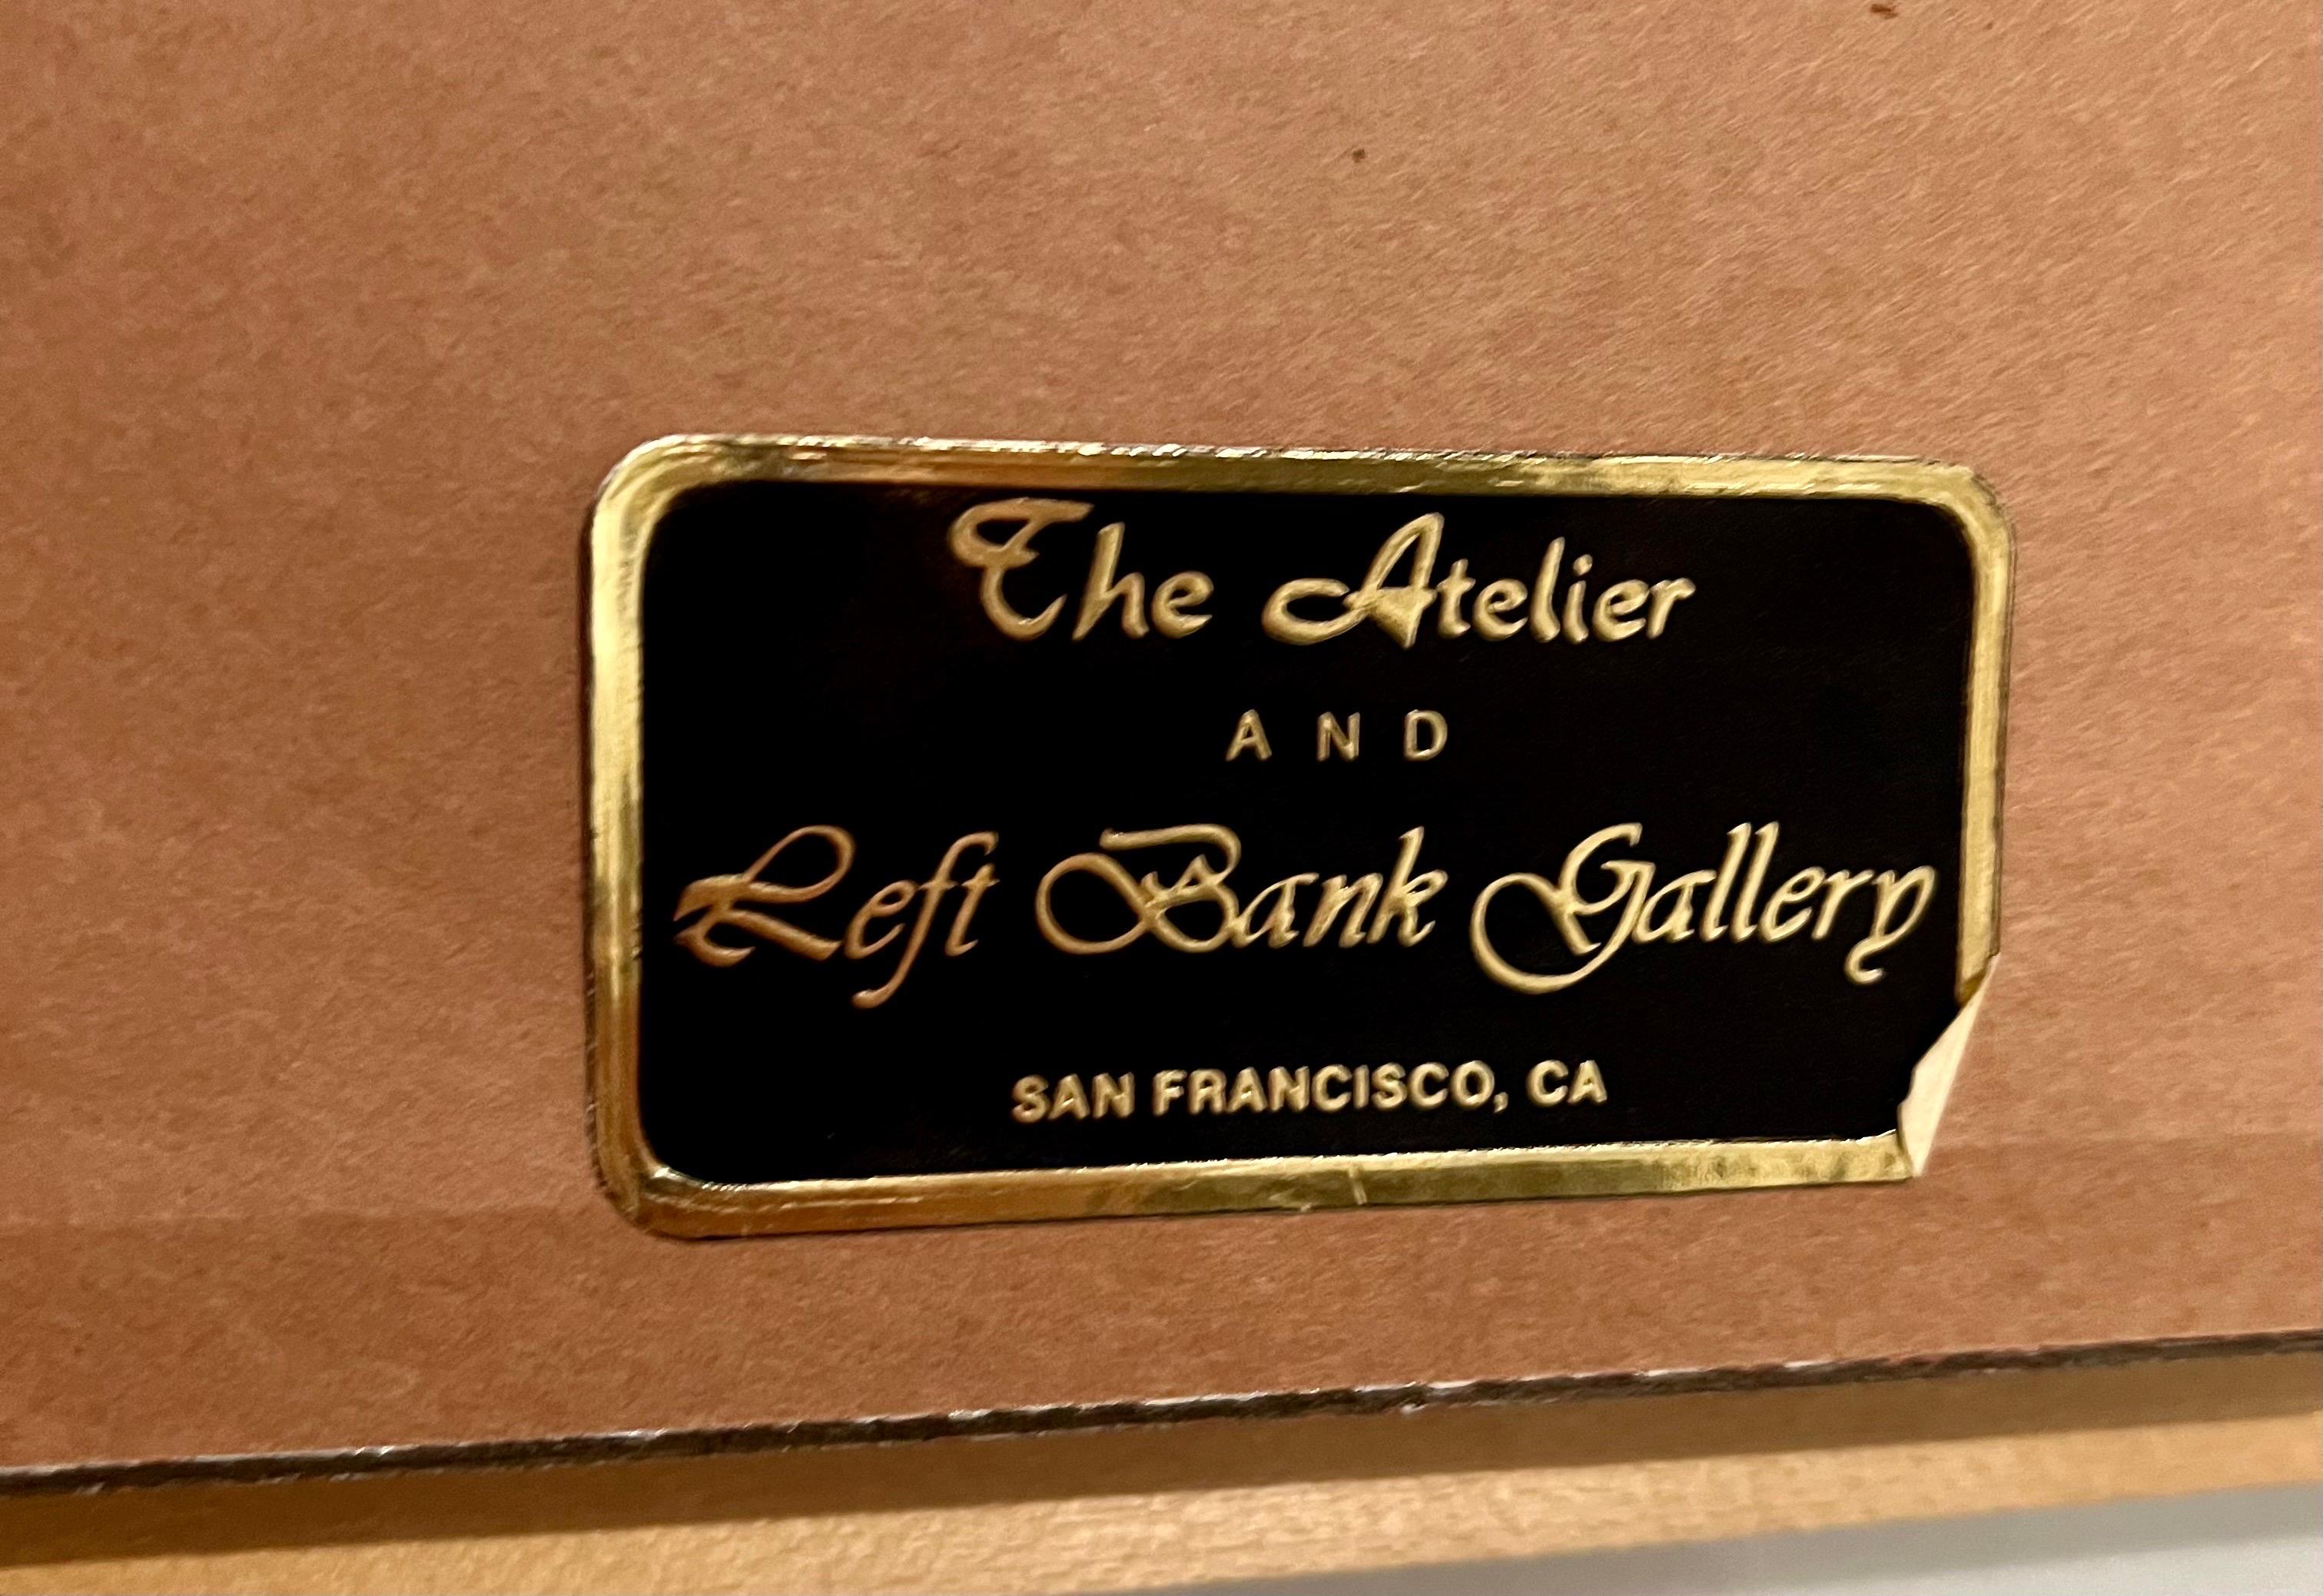 The Atelier
AND
Left Bank Gallery
SAN FRANCISCO, CA